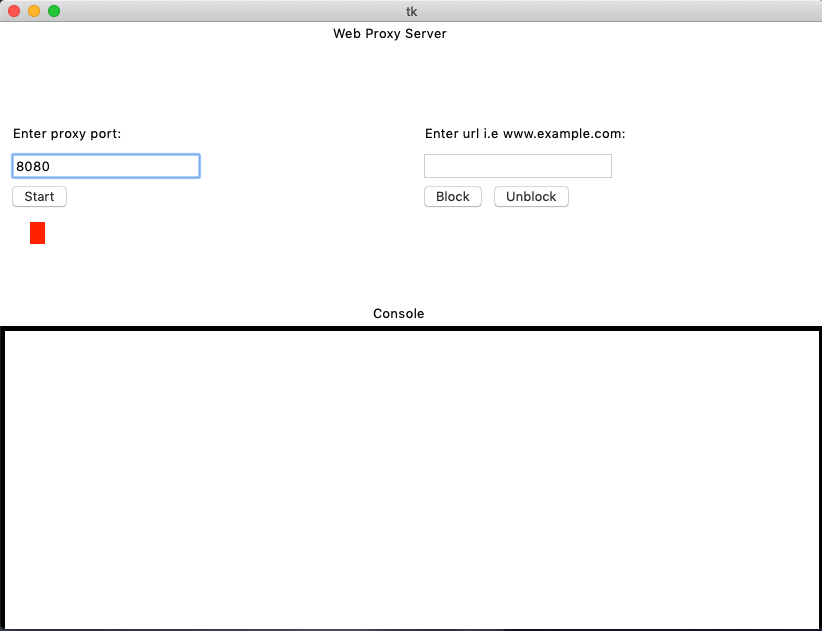 tk
Web Proxy Server
Enter proxy port:
Enter url i.e www.example.com:
8080
Start
Block
Unblock
Console